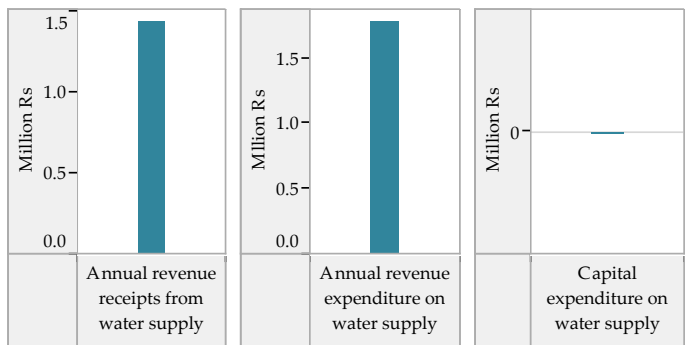 Million Rs
1.5
1.0
0.5
0.0
Annual revenue
receipts from
water supply
Mllion Rs
1.5
1.0
0.5
0.0
Annual revenue
expenditure on
water supply
Million Rs
0
Capital
expenditure on
water supply